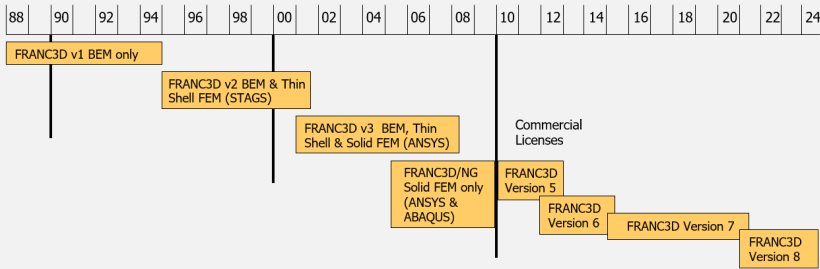 88 90 92 94 96 98 00 02 04 06 08 10 12 14 16 18 20 22 24
FRANC3D v1 BEM only
FRANC3D v2 BEM & Thin
Shell FEM (STAGS)
FRANC3D v3 BEM, Thin
Shell & Solid FEM (ANSYS)
Commercial
Licenses
FRANC3D/NG
Solid FEM only
(ANSYS &
ABAQUS)
FRANC3D
Version 5
FRANC3D
Version 6
FRANC3D Version 7
FRANC3D
Version 8